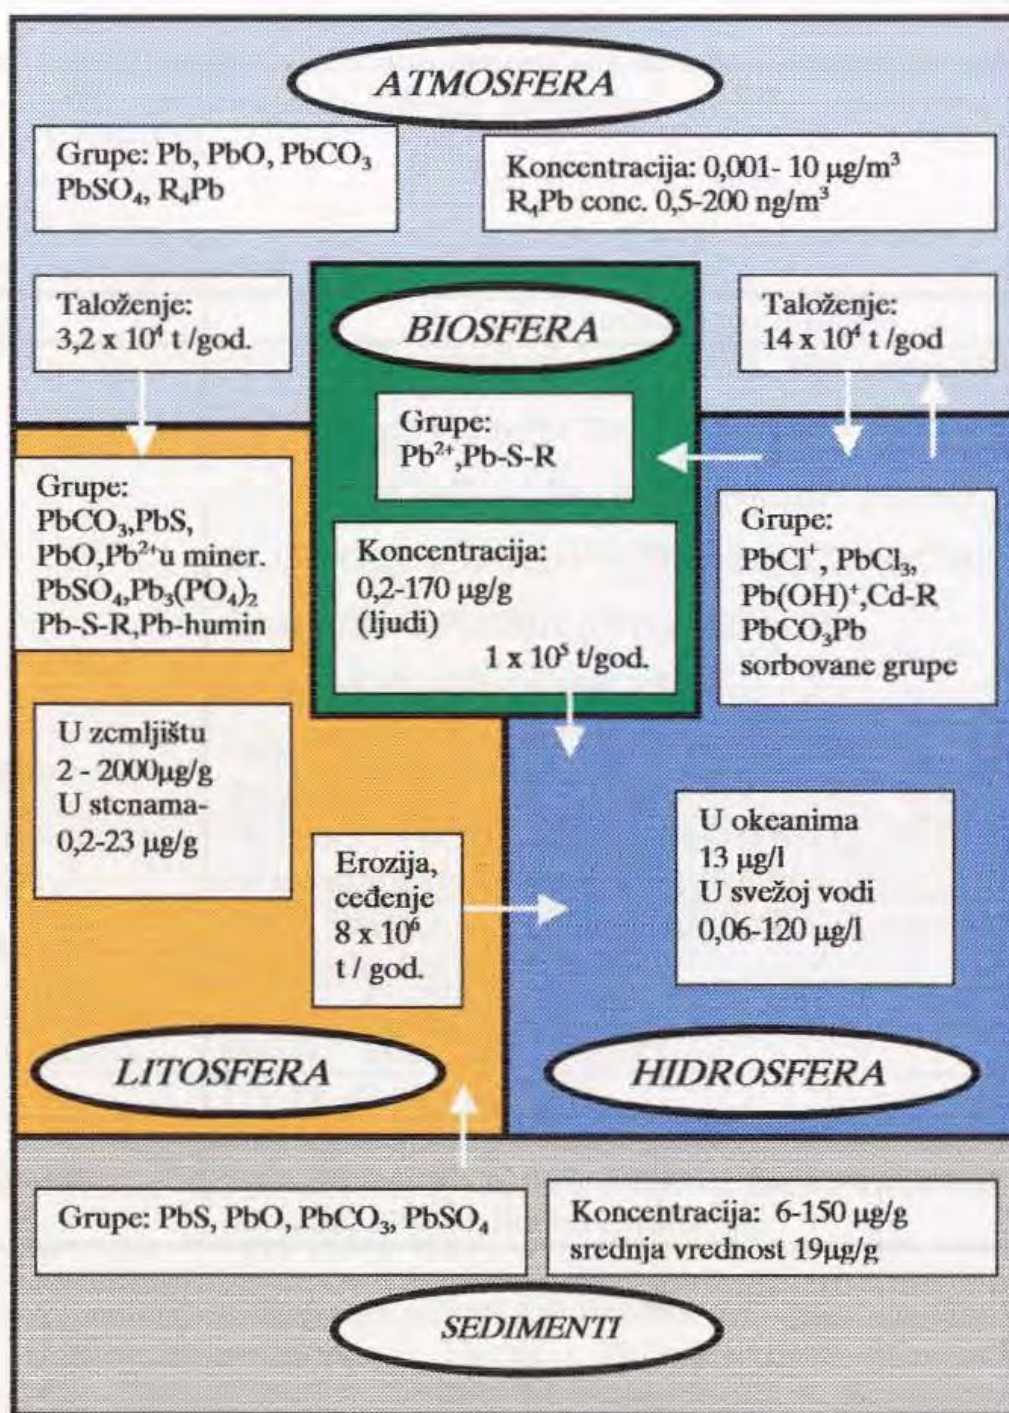 ATMOSFERA
Grupe: Pb, PbO, PbCO₃
PbSO₄, R₄Pb
Koncentracija: 0,001- 10 µg/m³
R₄Pb conc. 0,5-200 ng/m³
Taloženje:
3,2 x 10⁴ t /god.
BIOSFERA
Taloženje:
14 x 10⁴ t /god
Grupe:
Pb²⁺,Pb-S-R
Grupe:
PbCO₃,PbS,
PbO,Pb²⁺u miner.
PbSO₄,Pb₃(PO₄)₂
Pb-S-R,Pb-humin
Koncentracija:
0,2-170 µg/g
(ljudi)
1 x 10⁵ t/god.
Grupe:
PbCl⁺, PbCl₃,
Pb(OH)⁺,Cd-R
PbCO₃Pb
sorbovane grupe
U zemljištu
2 - 2000µg/g
U stenama-
0,2-23 µg/g
Erozija,
ceđenje
8 x 10⁶
t / god.
U okeanima
13 µg/l
U svežoj vodi
0,06-120 µg/l
LITOSFERA
HIDROSFERA
Grupe: PbS, PbO, PbCO₃, PbSO₄
Koncentracija: 6-150 µg/g
srednja vrednost 19µg/g
SEDIMENTI